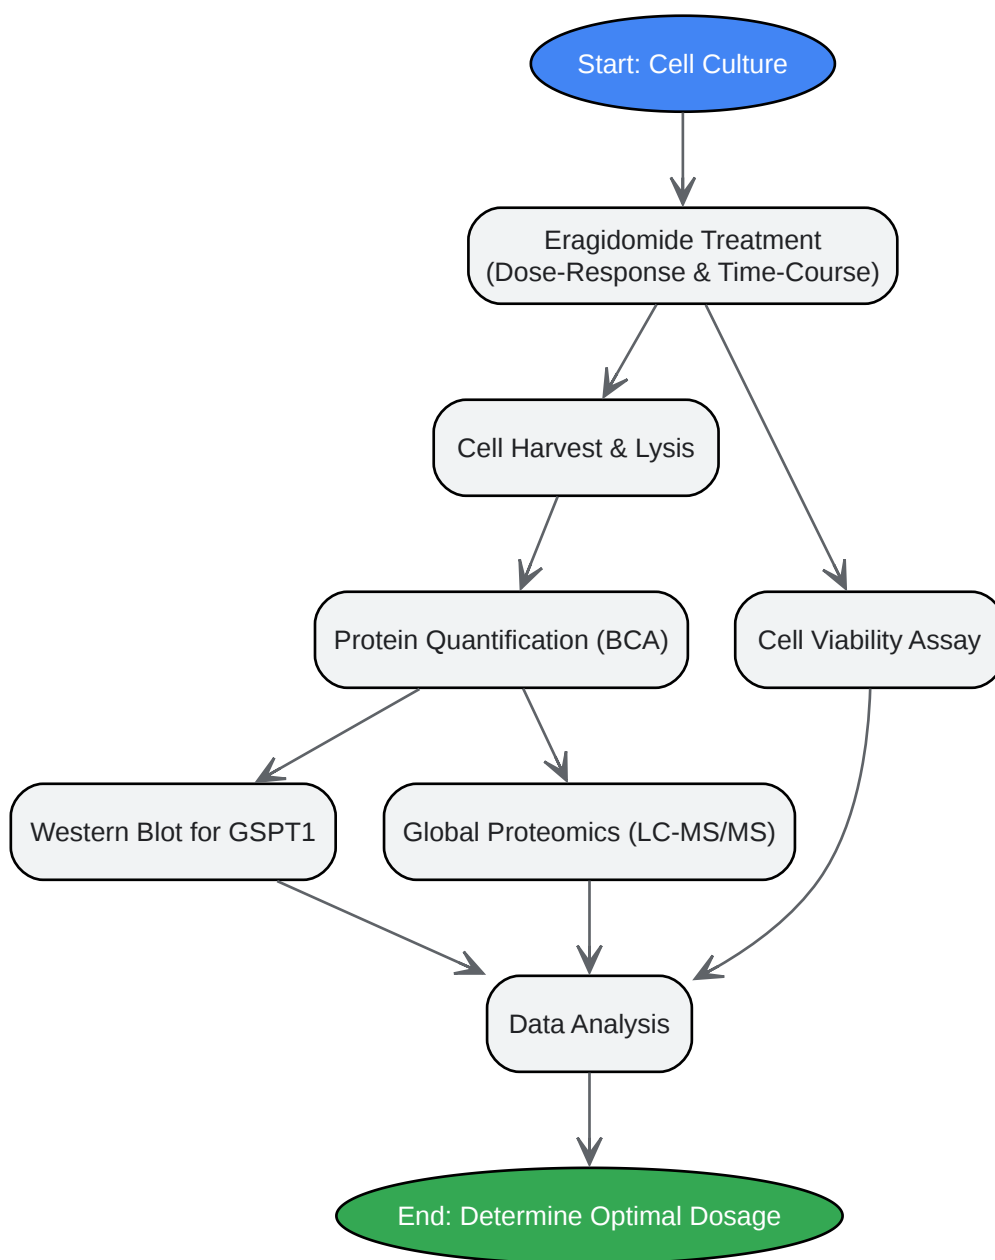 Start: Cell Culture
Eragidomide Treatment
(Dose-Response & Time-Course)
Cell Harvest & Lysis
Protein Quantification (BCA)
Cell Viability Assay
Western Blot for GSPT1
Global Proteomics (LC-MS/MS)
Data Analysis
End: Determine Optimal Dosage